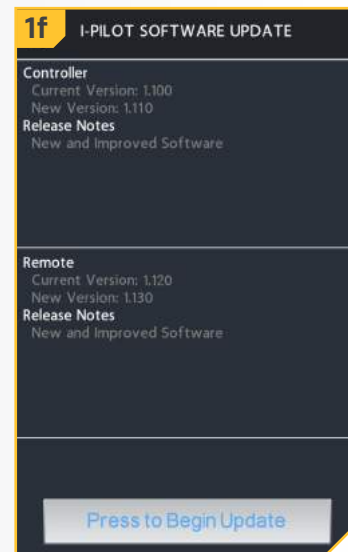 1f
I-PILOT SOFTWARE UPDATE
Controller
Current Version: 1.100
New Version: 1.110
Release Notes
New and Improved Software
Remote
Current Version: 1.120
New Version: 1.130
Release Notes
New and Improved Software
Press to Begin Update